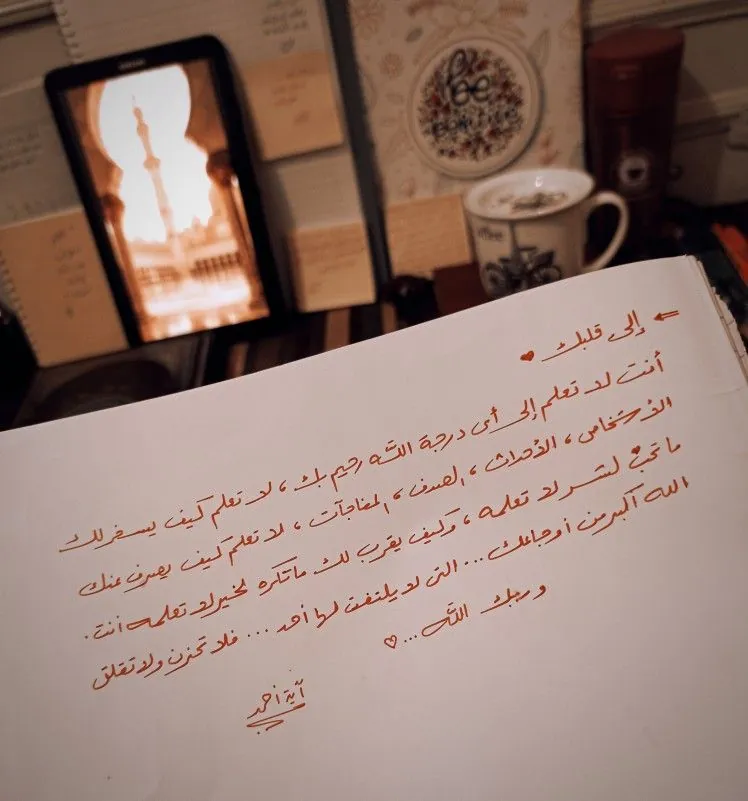 be
← إلى قلبك ♥
أنت لا تعلم إلى أي درجة الله رحيم بك ، لا تعلم كيف يسخر لك
الأشخاص ، الأحداث ، الصدف ، المفاجآت ، لا تعلم كيف يصرف عنك
ما تحب لشر لا تعلمه ، وكيف يقرب لك ما تكره لخير لا تعلمه أنت .
الله أكبر من أوجاعك ... التي لا يلتفت لها أحد ... فلا تحزن ولا تقلق
وربك الله ... ♡
آية أحمد